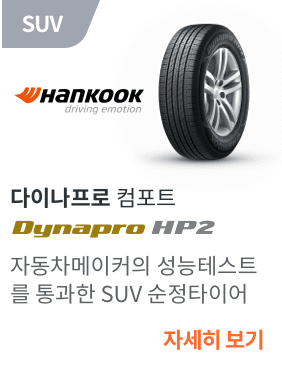 SUV
HANKOOK
driving emotion
다이나프로 컴포트
Dynapro HP2
자동차메이커의 성능테스트
를 통과한 SUV 순정타이어
자세히 보기